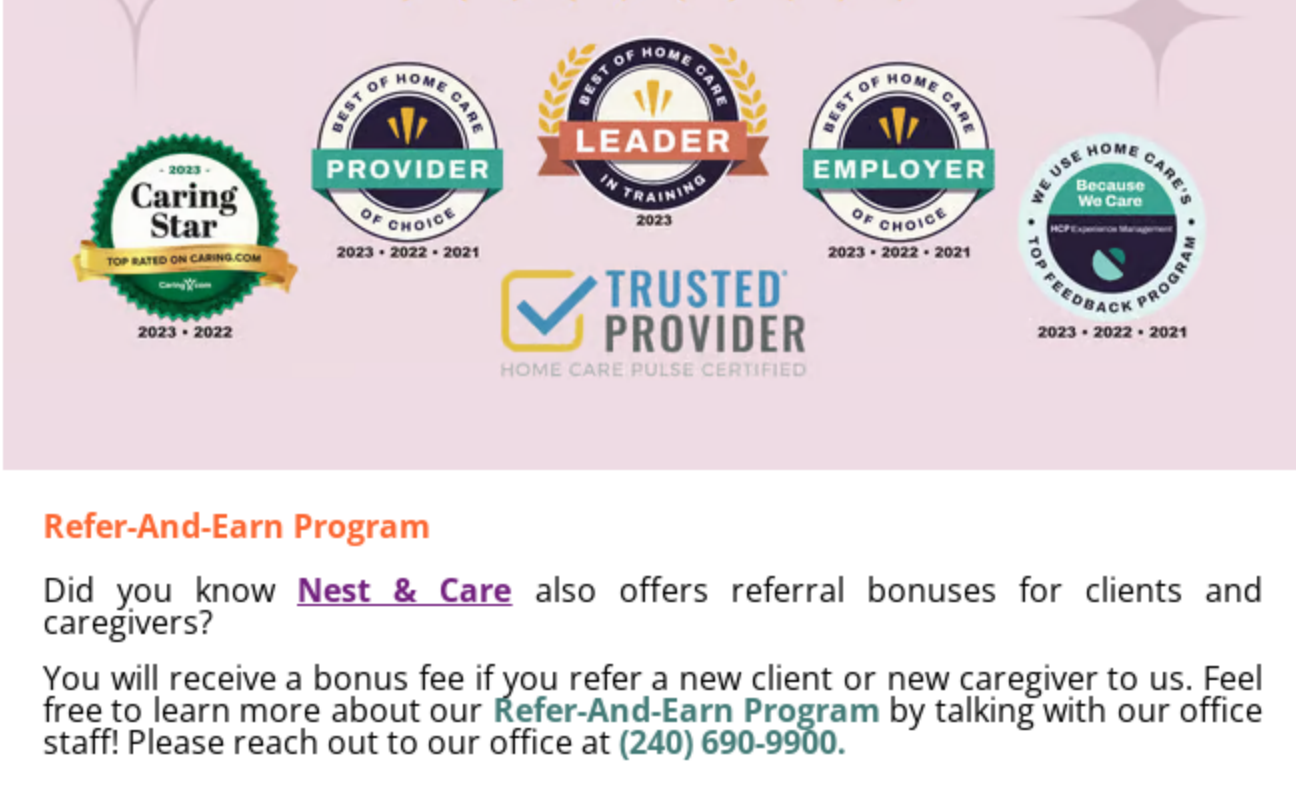 BEST OF HOME CARE
LEADER
IN TRAINING
2023
BEST OF HOME CARE
PROVIDER
OF CHOICE
2023 • 2022 • 2021
BEST OF HOME CARE
EMPLOYER
OF CHOICE
2023 • 2022 • 2021
- 2023 -
Caring
Star
TOP RATED ON CARING.COM
Caring.com
2023 • 2022
WE USE HOME CARE'S
Because
We Care
HCP Experience Management
• TOP FEEDBACK PROGRAM •
2023 • 2022 • 2021
TRUSTED
PROVIDER
HOME CARE PULSE CERTIFIED
Refer-And-Earn Program
Did you know Nest & Care also offers referral bonuses for clients and
caregivers?
You will receive a bonus fee if you refer a new client or new caregiver to us. Feel
free to learn more about our Refer-And-Earn Program by talking with our office
staff! Please reach out to our office at (240) 690-9900.